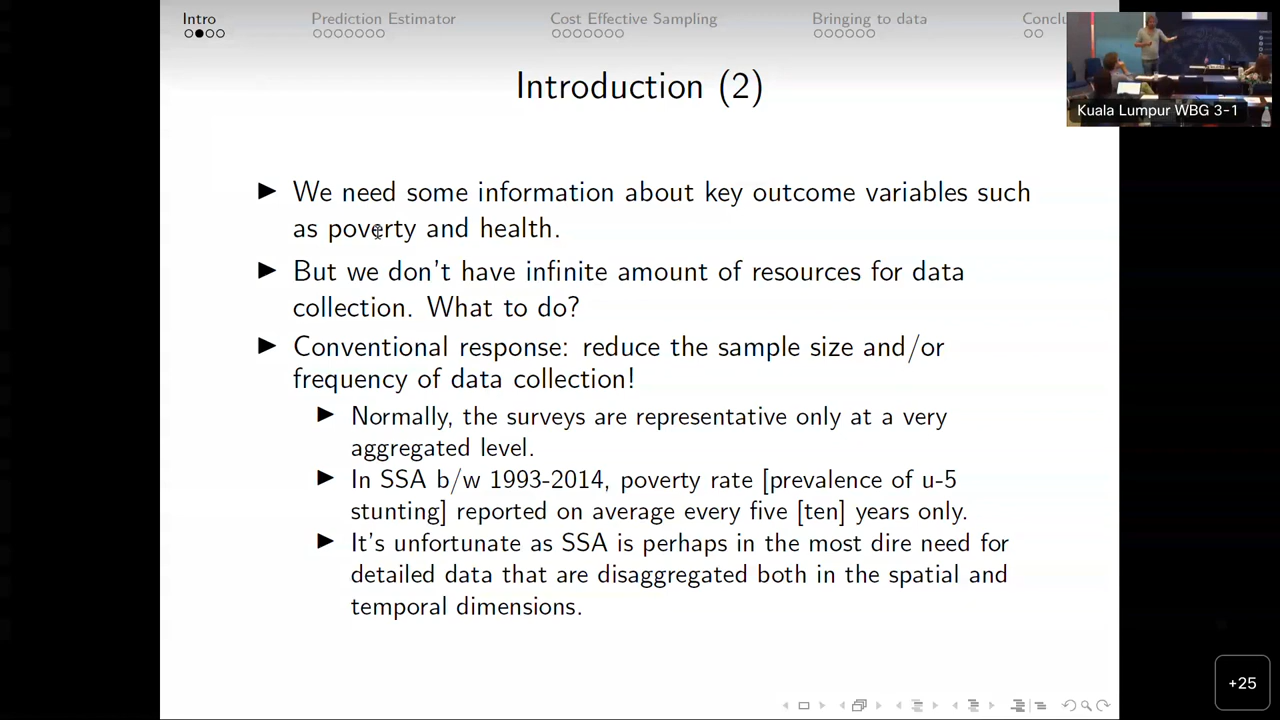 Intro
Prediction Estimator
Cost Effective Sampling
Bringing to data
Conclu
Kuala Lumpur WBG 3-1
Introduction (2)
We need some information about key outcome variables such
as poverty and health.
But we don't have infinite amount of resources for data
collection. What to do?
Conventional response: reduce the sample size and/or
frequency of data collection!
Normally, the surveys are representative only at a very
aggregated level.
In SSA b/w 1993-2014, poverty rate [prevalence of u-5
stunting] reported on average every five [ten] years only.
It's unfortunate as SSA is perhaps in the most dire need for
detailed data that are disaggregated both in the spatial and
temporal dimensions.
+25